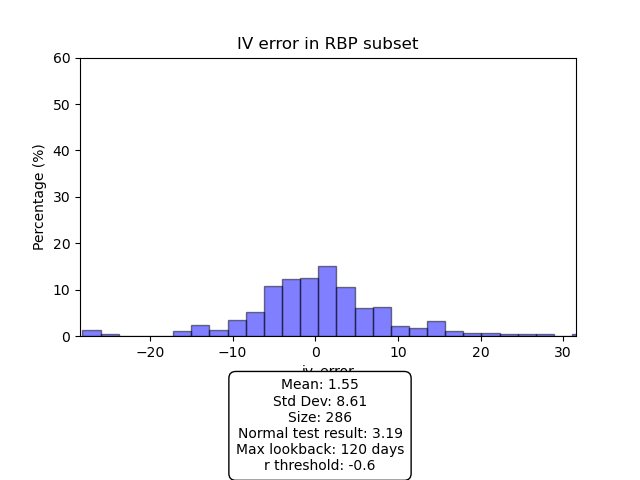 IV error in RBP subset
60
50
40
30
20
10
0
Percentage (%)
−20
−10
0
10
20
30
iv_error
Mean: 1.55
Std Dev: 8.61
Size: 286
Normal test result: 3.19
Max lookback: 120 days
r threshold: -0.6